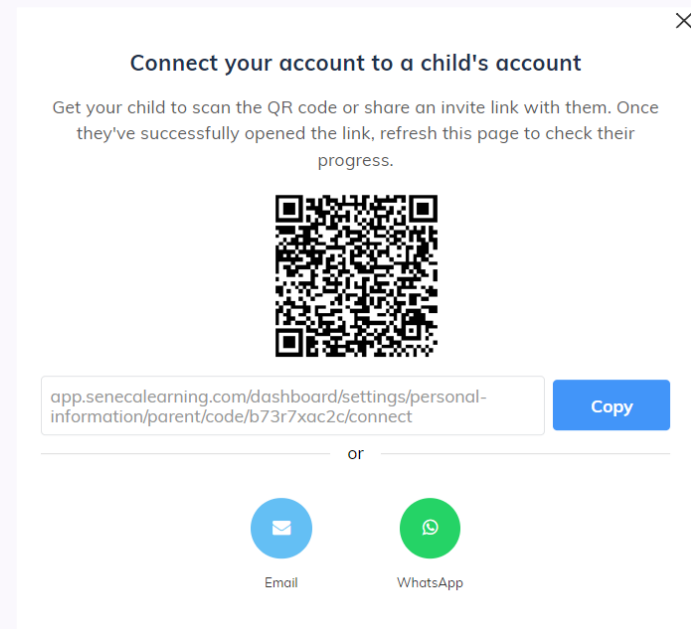 Connect your account to a child's account
Get your child to scan the QR code or share an invite link with them. Once
they've successfully opened the link, refresh this page to check their
progress.
app.senecalearning.com/dashboard/settings/personal-
information/parent/code/b73r7xac2c/connect
Copy
or
Email
WhatsApp